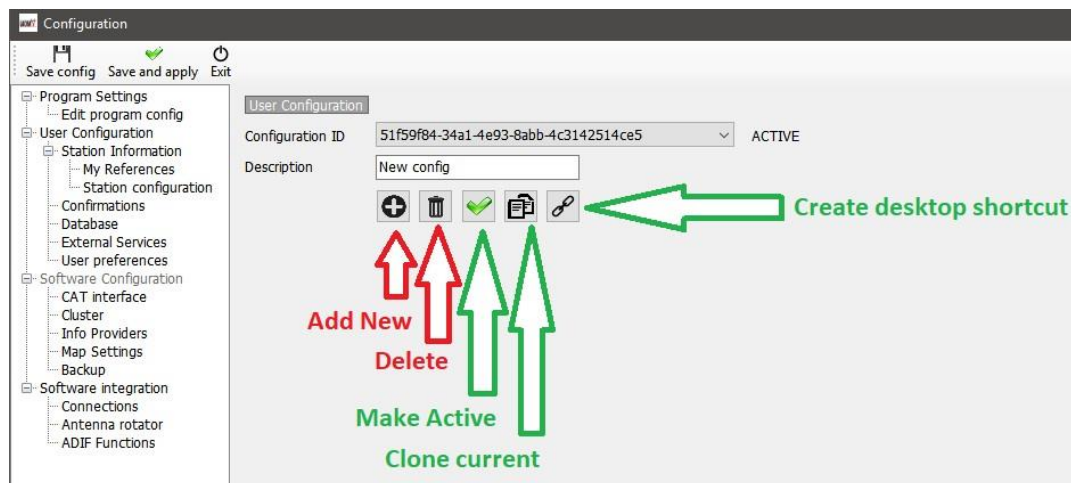 Configuration
Save config Save and apply Exit
Program Settings
Edit program config
User Configuration
Station Information
My References
Station configuration
Confirmations
Database
External Services
User preferences
Software Configuration
CAT interface
Cluster
Info Providers
Map Settings
Backup
Software integration
Connections
Antenna rotator
ADIF Functions
User Configuration
Configuration ID 51f59f84-34a1-4e93-8abb-4c3142514ce5 ACTIVE
Description New config
Create desktop shortcut
Add New
Delete
Make Active
Clone current